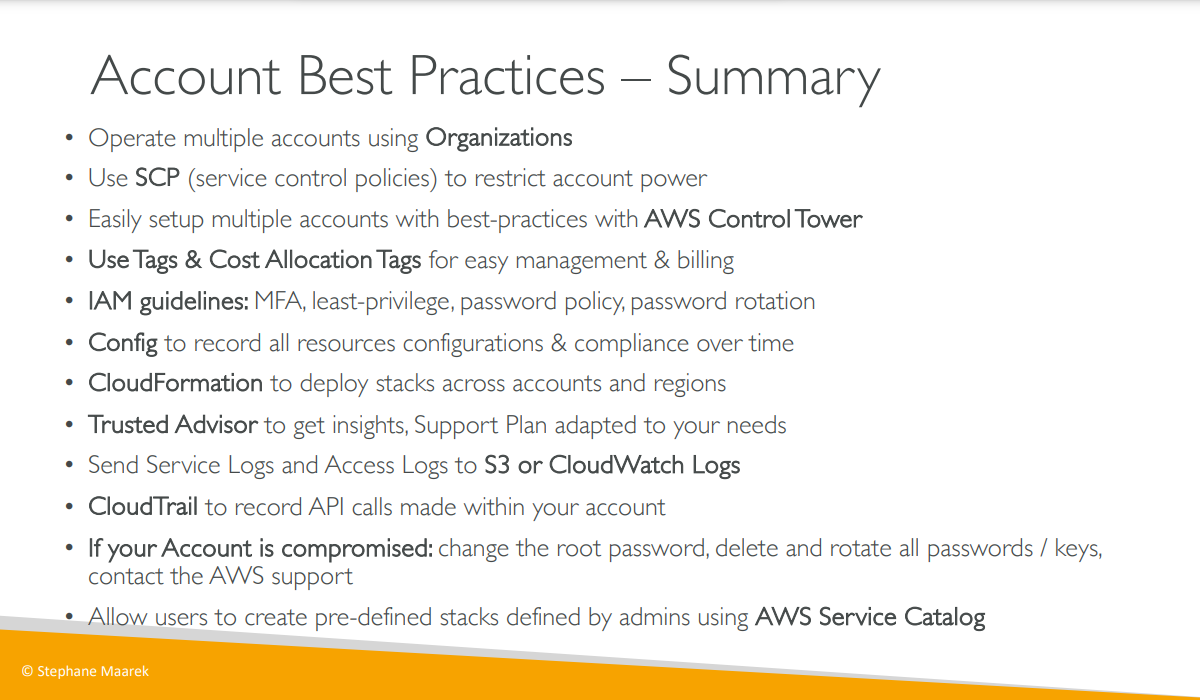 Account Best Practices – Summary
• Operate multiple accounts using Organizations
• Use SCP (service control policies) to restrict account power
• Easily setup multiple accounts with best-practices with AWS Control Tower
• Use Tags & Cost Allocation Tags for easy management & billing
• IAM guidelines: MFA, least-privilege, password policy, password rotation
• Config to record all resources configurations & compliance over time
• CloudFormation to deploy stacks across accounts and regions
• Trusted Advisor to get insights, Support Plan adapted to your needs
• Send Service Logs and Access Logs to S3 or CloudWatch Logs
• CloudTrail to record API calls made within your account
• If your Account is compromised: change the root password, delete and rotate all passwords / keys,
contact the AWS support
• Allow users to create pre-defined stacks defined by admins using AWS Service Catalog
© Stephane Maarek